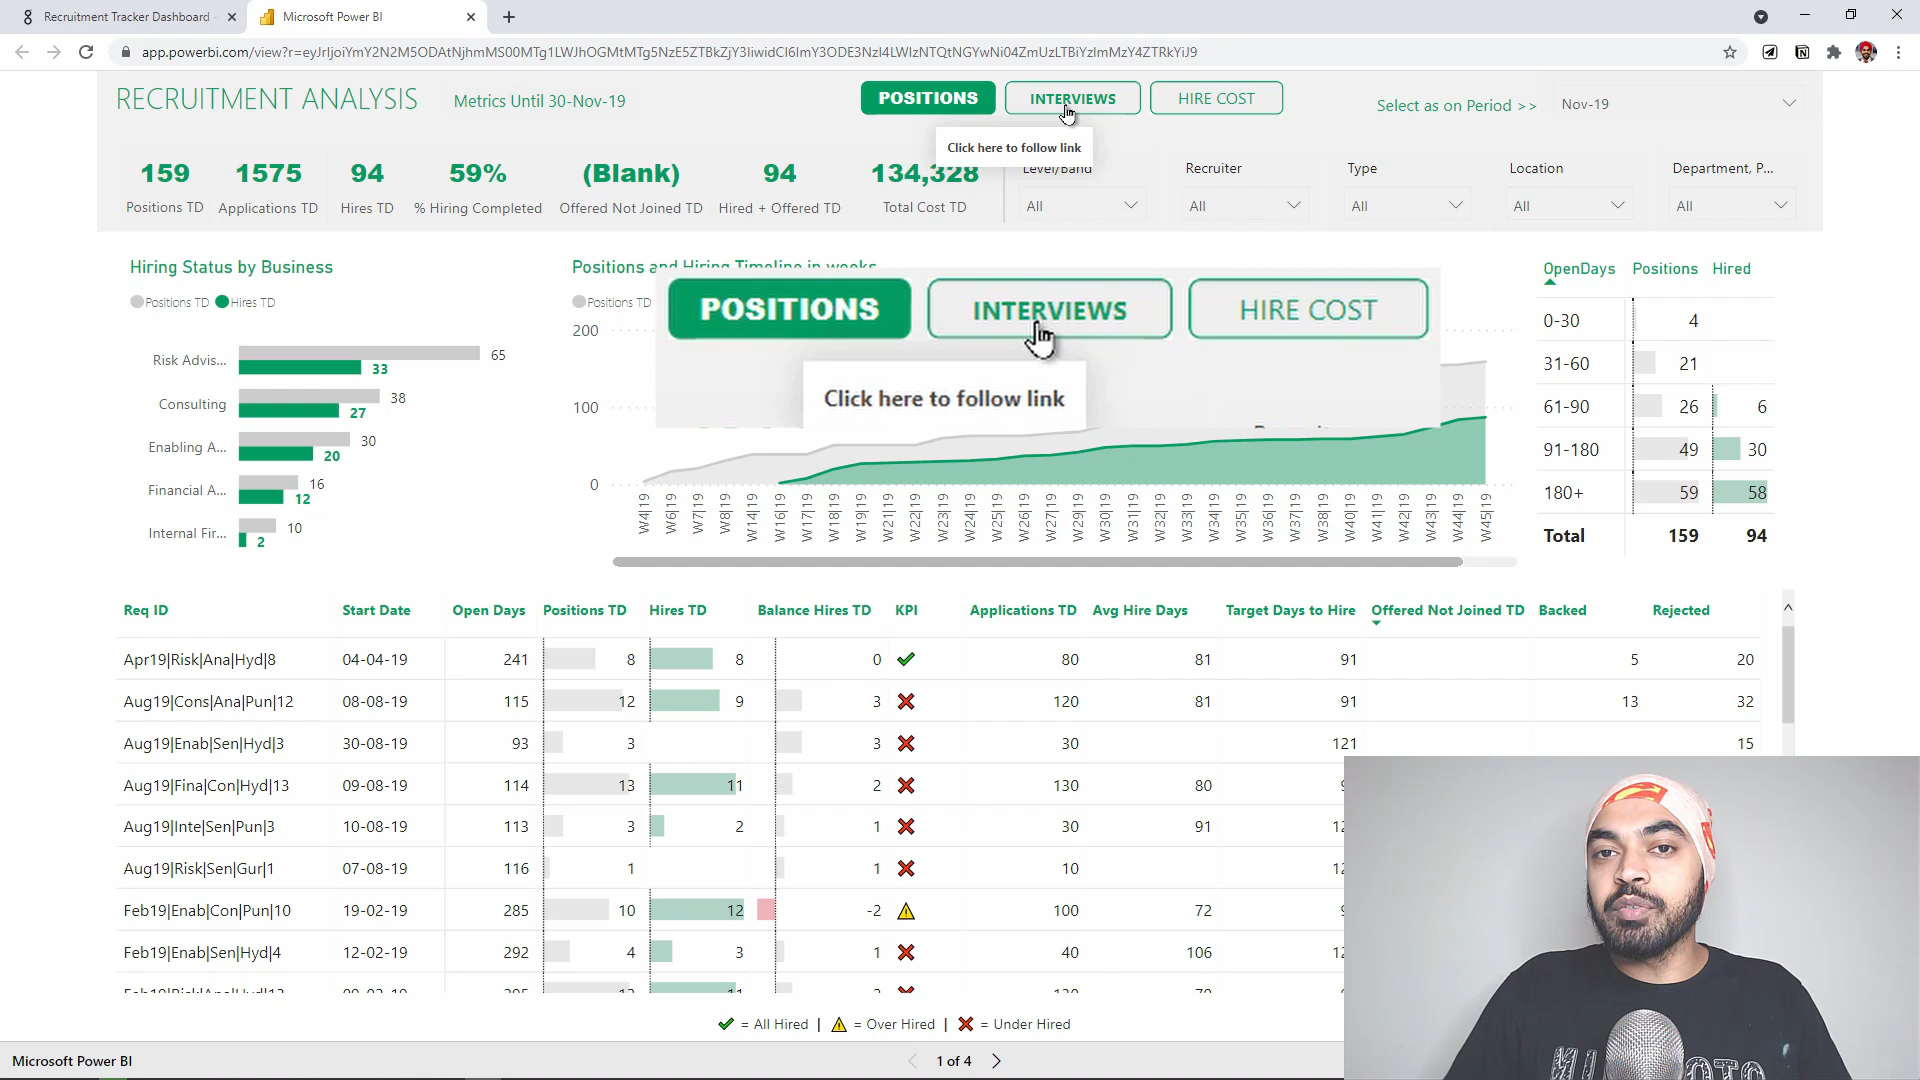 Recruitment Tracker Dashboard
Microsoft Power BI
app.powerbi.com/view?r=eyJrIjoiYmY2N2M5ODAtNjhmMS00MTg1LWJhOGMtMTg5NzE5ZTBkZjY3IiwidCI6ImY3ODE3NzI4LWIzNTQtNGYwNi04ZmUzLTBiYzlmMzY4ZTRkYiJ9
RECRUITMENT ANALYSIS
Metrics Until 30-Nov-19
POSITIONS INTERVIEWS HIRE COST
Select as on Period >> Nov-19
Click here to follow link
159 1575 94 59% (Blank) 94 134,328
Positions TD Applications TD Hires TD % Hiring Completed Offered Not Joined TD Hired + Offered TD Total Cost TD
Level/Band Recruiter Type Location Department, P...
All All All All All
Hiring Status by Business
Positions TD Hires TD
Risk Advis... 65 33
Consulting 38 27
Enabling A... 30 20
Financial A... 16 12
Internal Fir... 10 2
Positions and Hiring Timeline in weeks
Positions TD
200
100
0
POSITIONS INTERVIEWS HIRE COST
Click here to follow link
W4|19 W6|19 W7|19 W8|19 W14|19 W16|19 W17|19 W18|19 W19|19 W21|19 W22|19 W23|19 W24|19 W25|19 W26|19 W27|19 W29|19 W30|19 W31|19 W32|19 W33|19 W34|19 W35|19 W36|19 W37|19 W38|19 W40|19 W41|19 W42|19 W43|19 W44|19 W45|19
OpenDays Positions Hired
0-30 4
31-60 21
61-90 26 6
91-180 49 30
180+ 59 58
Total 159 94
Req ID Start Date Open Days Positions TD Hires TD Balance Hires TD KPI Applications TD Avg Hire Days Target Days to Hire Offered Not Joined TD Backed Rejected
Apr19|Risk|Ana|Hyd|8 04-04-19 241 8 8 0 80 81 91 5 20
Aug19|Cons|Ana|Pun|12 08-08-19 115 12 9 3 120 81 91 13 32
Aug19|Enab|Sen|Hyd|3 30-08-19 93 3 3 30 121 15
Aug19|Fina|Con|Hyd|13 09-08-19 114 13 11 2 130 80
Aug19|Inte|Sen|Pun|3 10-08-19 113 3 2 1 30 91
Aug19|Risk|Sen|Gur|1 07-08-19 116 1 1 10
Feb19|Enab|Con|Pun|10 19-02-19 285 10 12 -2 100 72
Feb19|Enab|Sen|Hyd|4 12-02-19 292 4 3 1 40 106
= All Hired | = Over Hired | = Under Hired
Microsoft Power BI
1 of 4